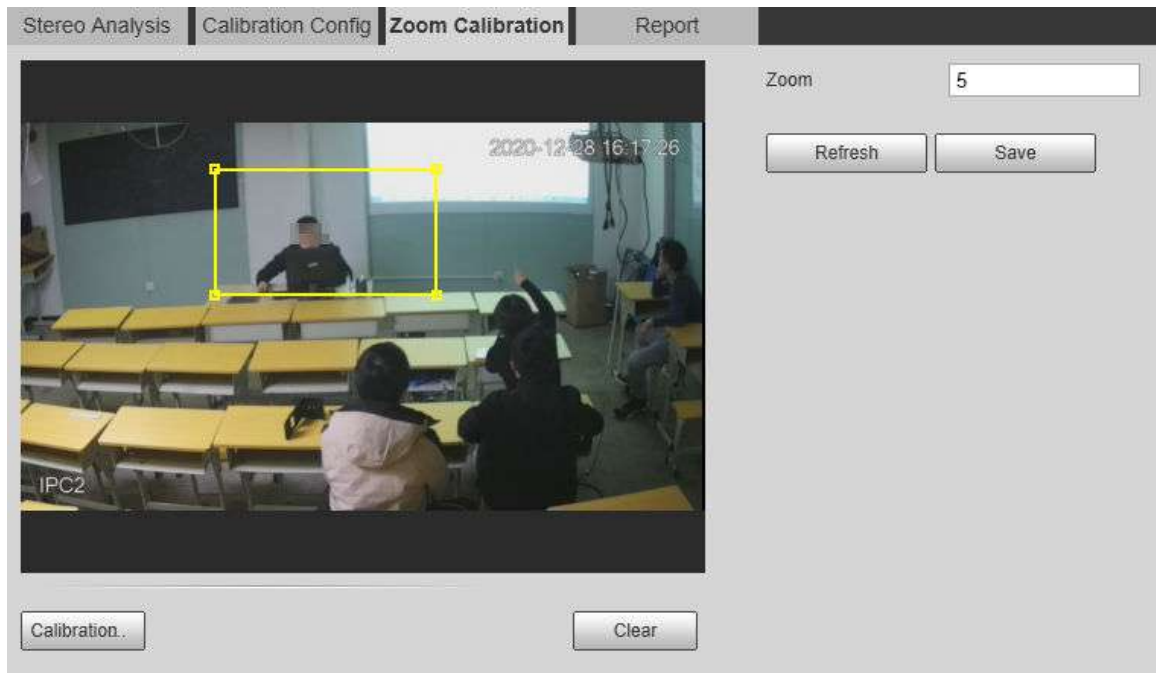 Stereo Analysis
Calibration Config
Zoom Calibration
Report
Zoom
5
2020-12-28 16:17:26
Refresh
Save
IPC2
Calibration..
Clear